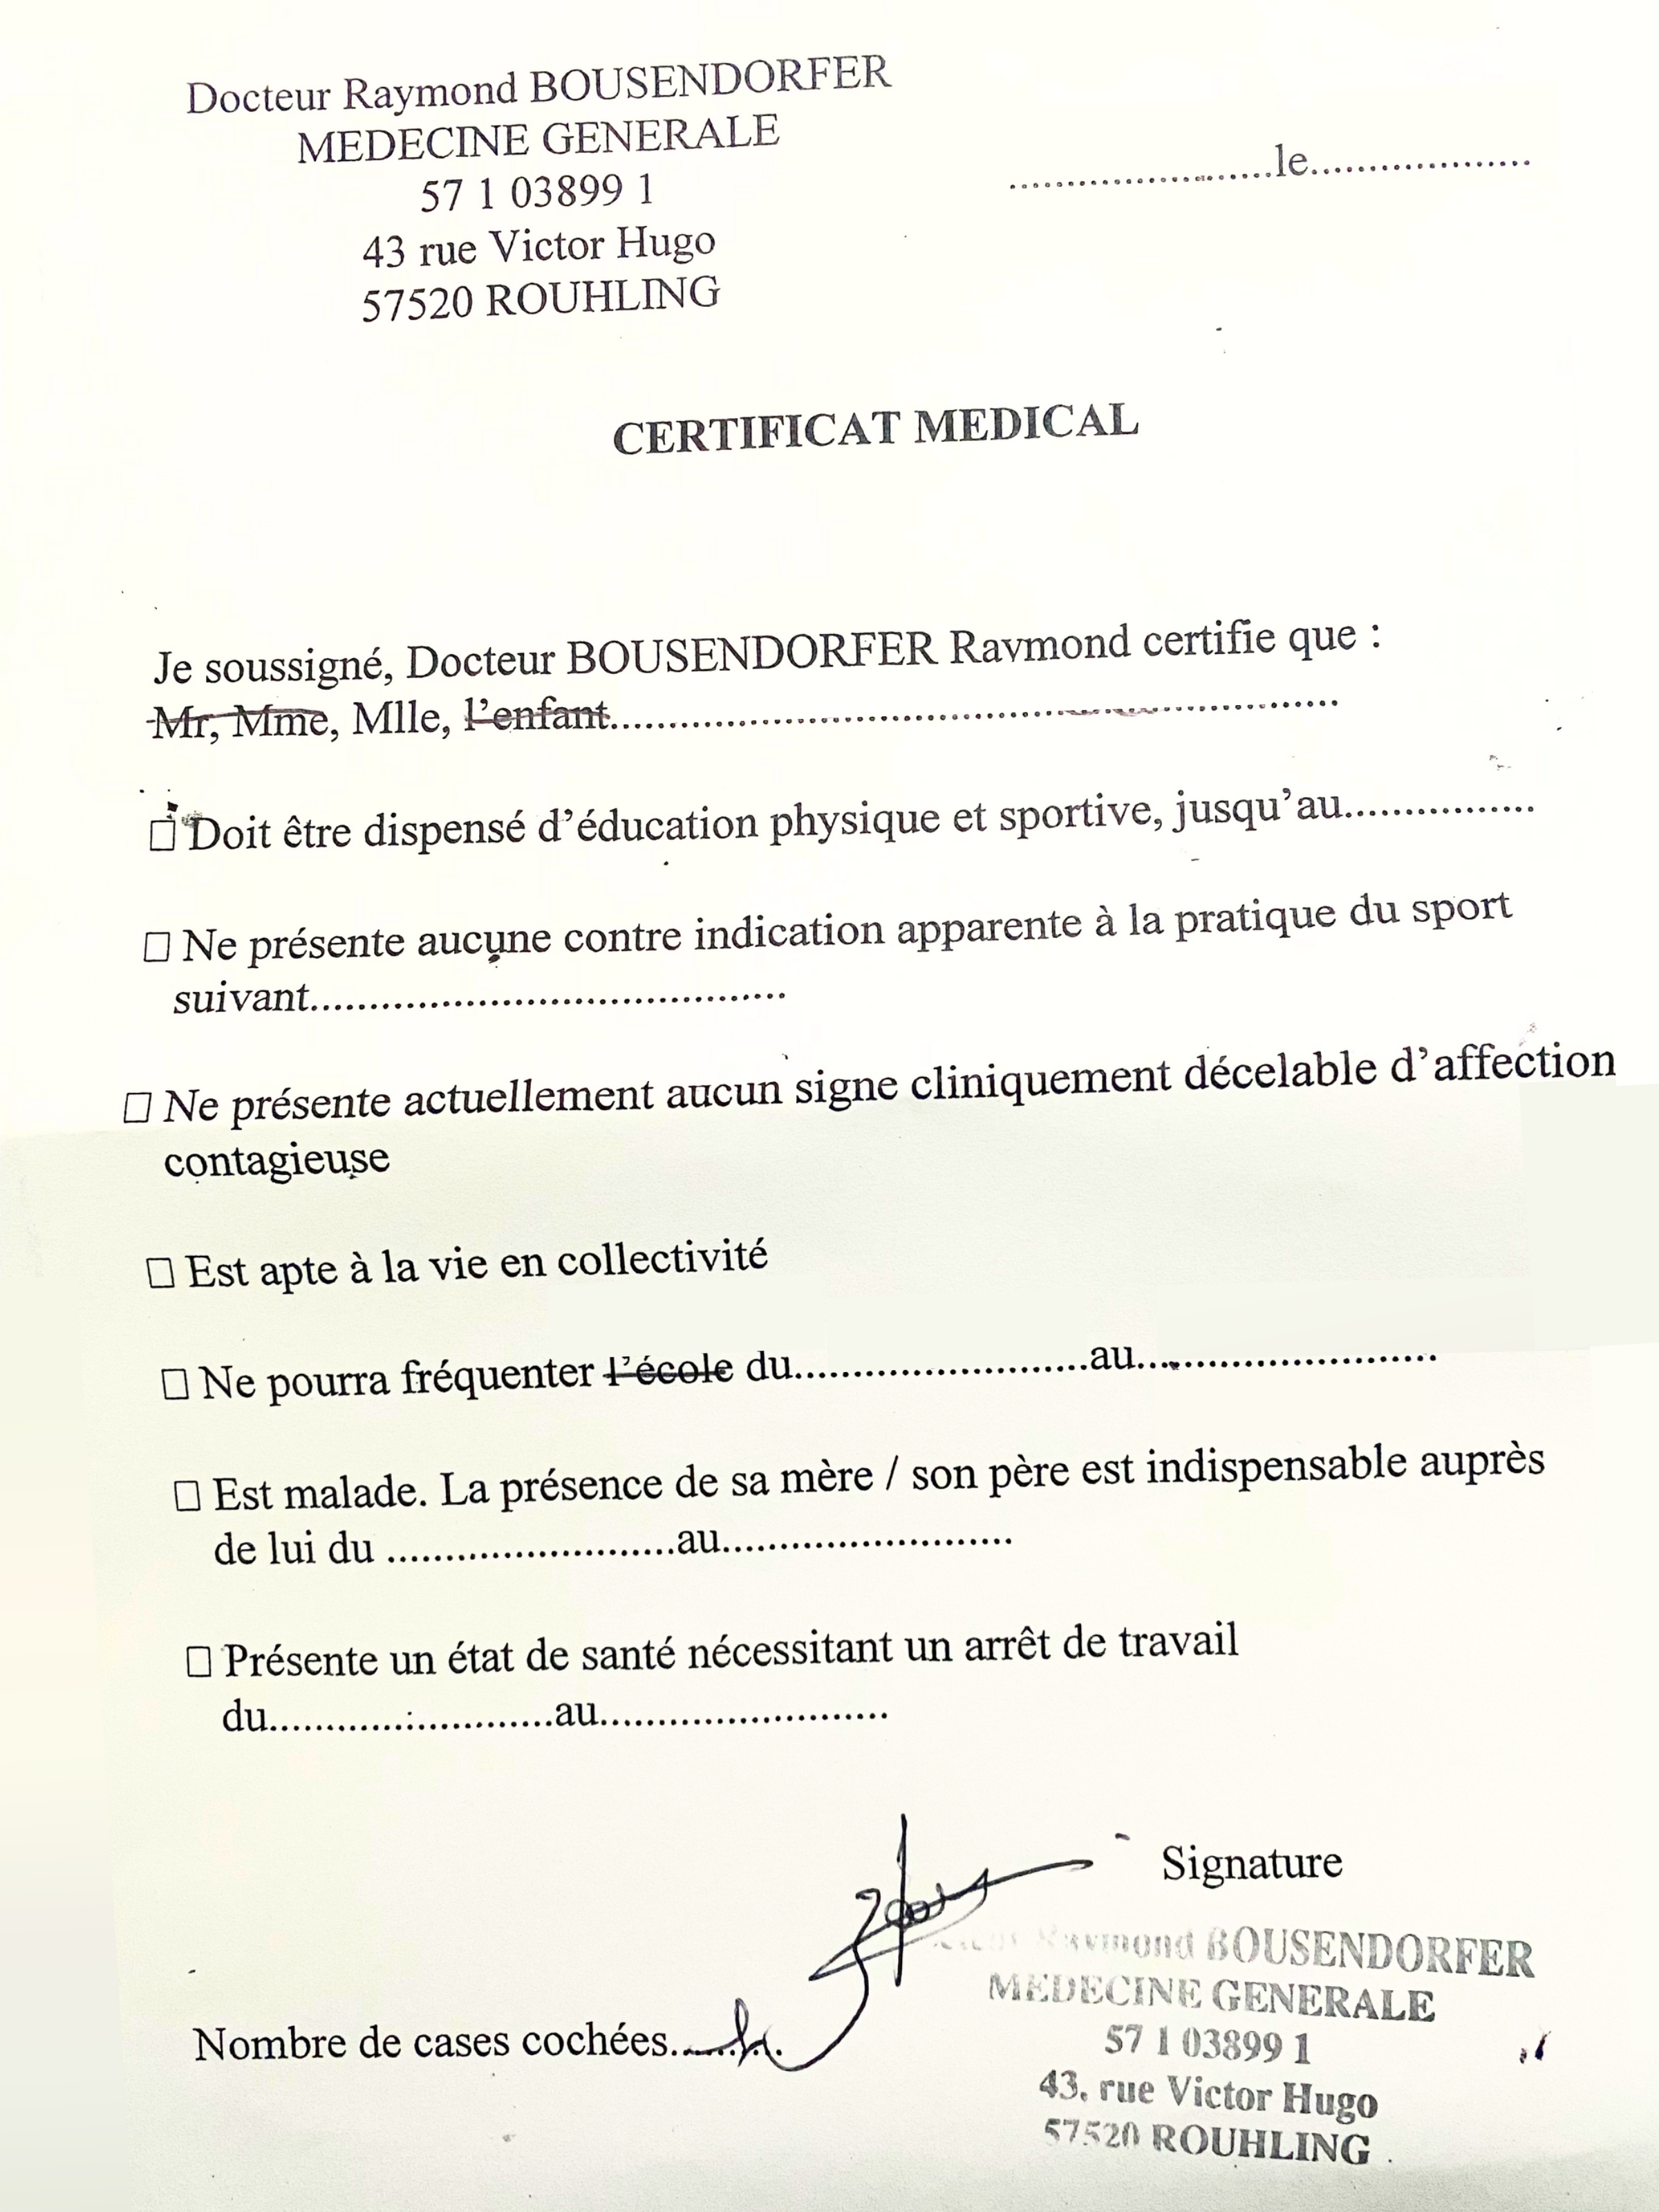 Docteur Raymond BOUSENDORFER
MEDECINE GENERALE
57 1 03899 1
43 rue Victor Hugo
57520 ROUHLING
........................le...................
CERTIFICAT MEDICAL
Je soussigné, Docteur BOUSENDORFER Raymond certifie que :
Mr, Mme, Mlle, l'enfant..............................................................
□ Doit être dispensé d'éducation physique et sportive, jusqu'au................
□ Ne présente aucune contre indication apparente à la pratique du sport
suivant.........................................
□ Ne présente actuellement aucun signe cliniquement décelable d'affection
contagieuse
□ Est apte à la vie en collectivité
□ Ne pourra fréquenter l'école du.........................au..........................
□ Est malade. La présence de sa mère / son père est indispensable auprès
de lui du .........................au.........................
□ Présente un état de santé nécessitant un arrêt de travail
du.........................au.........................
Signature
Raymond BOUSENDORFER
MEDECINE GENERALE
57 1 03899 1
43, rue Victor Hugo
57520 ROUHLING
Nombre de cases cochées..........